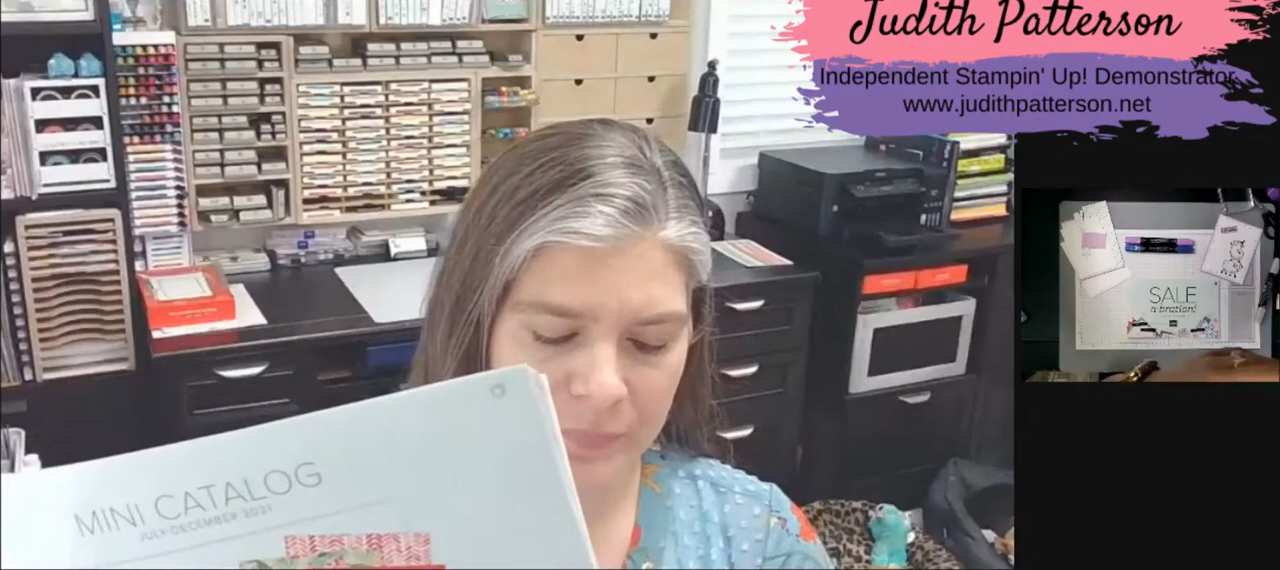 Judith Patterson
Independent Stampin' Up! Demonstrator
www.judithpatterson.net
SALE
a-bration!
MINI CATALOG
JULY-DECEMBER 2021